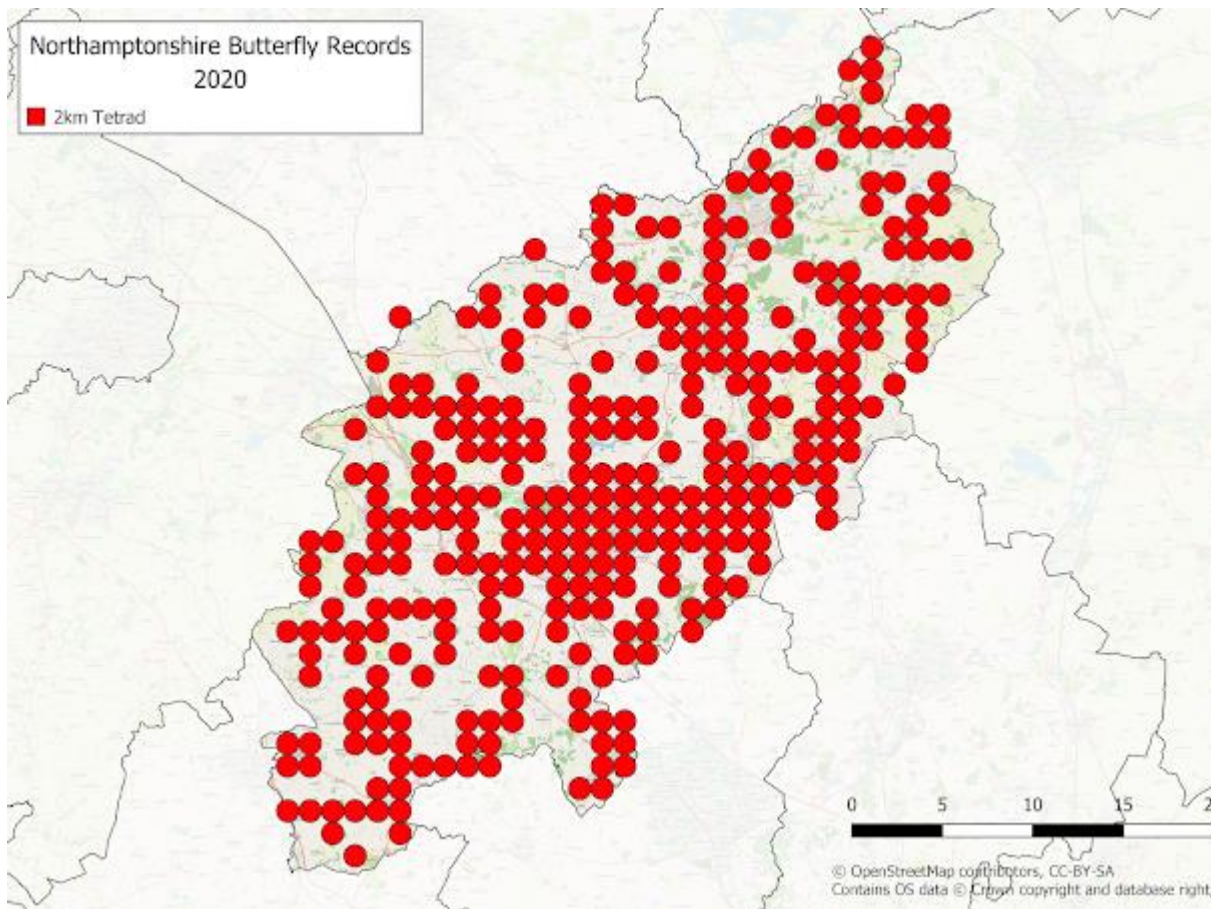 Northamptonshire Butterfly Records
2020
2km Tetrad
0 5 10 15 2
© OpenStreetMap contributors, CC-BY-SA
Contains OS data © Crown copyright and database right